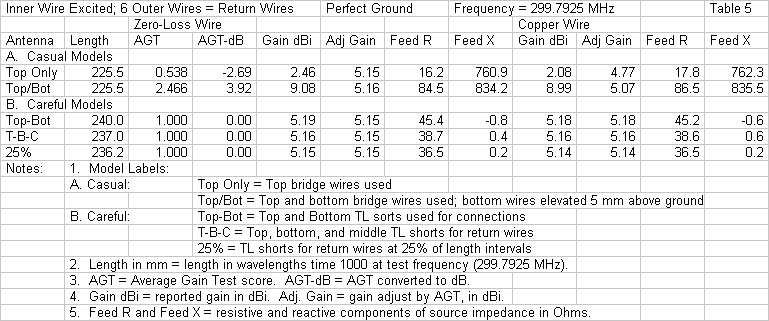 Inner Wire Excited; 6 Outer Wires = Return Wires Perfect Ground Frequency = 299.7925 MHz Table 5
Zero-Loss Wire Copper Wire
Antenna Length AGT AGT-dB Gain dBi Adj Gain Feed R Feed X Gain dBi Adj Gain Feed R Feed X
A. Casual Models
Top Only 225.5 0.538 -2.69 2.46 5.15 16.2 760.9 2.08 4.77 17.8 762.3
Top/Bot 225.5 2.466 3.92 9.08 5.16 84.5 834.2 8.99 5.07 86.5 835.5
B. Careful Models
Top-Bot 240.0 1.000 0.00 5.19 5.15 45.4 -0.8 5.18 5.18 45.2 -0.6
T-B-C 237.0 1.000 0.00 5.16 5.15 38.7 0.4 5.16 5.16 38.6 0.6
25% 236.2 1.000 0.00 5.15 5.15 36.5 0.2 5.14 5.14 36.5 0.2
Notes: 1. Model Labels:
A. Casual: Top Only = Top bridge wires used
Top/Bot = Top and bottom bridge wires used; bottom wires elevated 5 mm above ground
B. Careful: Top-Bot = Top and Bottom TL sorts used for connections
T-B-C = Top, bottom, and middle TL shorts for return wires
25% = TL shorts for return wires at 25% of length intervals
2. Length in mm = length in wavelengths time 1000 at test frequency (299.7925 MHz).
3. AGT = Average Gain Test score. AGT-dB = AGT converted to dB.
4. Gain dBi = reported gain in dBi. Adj. Gain = gain adjust by AGT, in dBi.
5. Feed R and Feed X = resistive and reactive components of source impedance in Ohms.